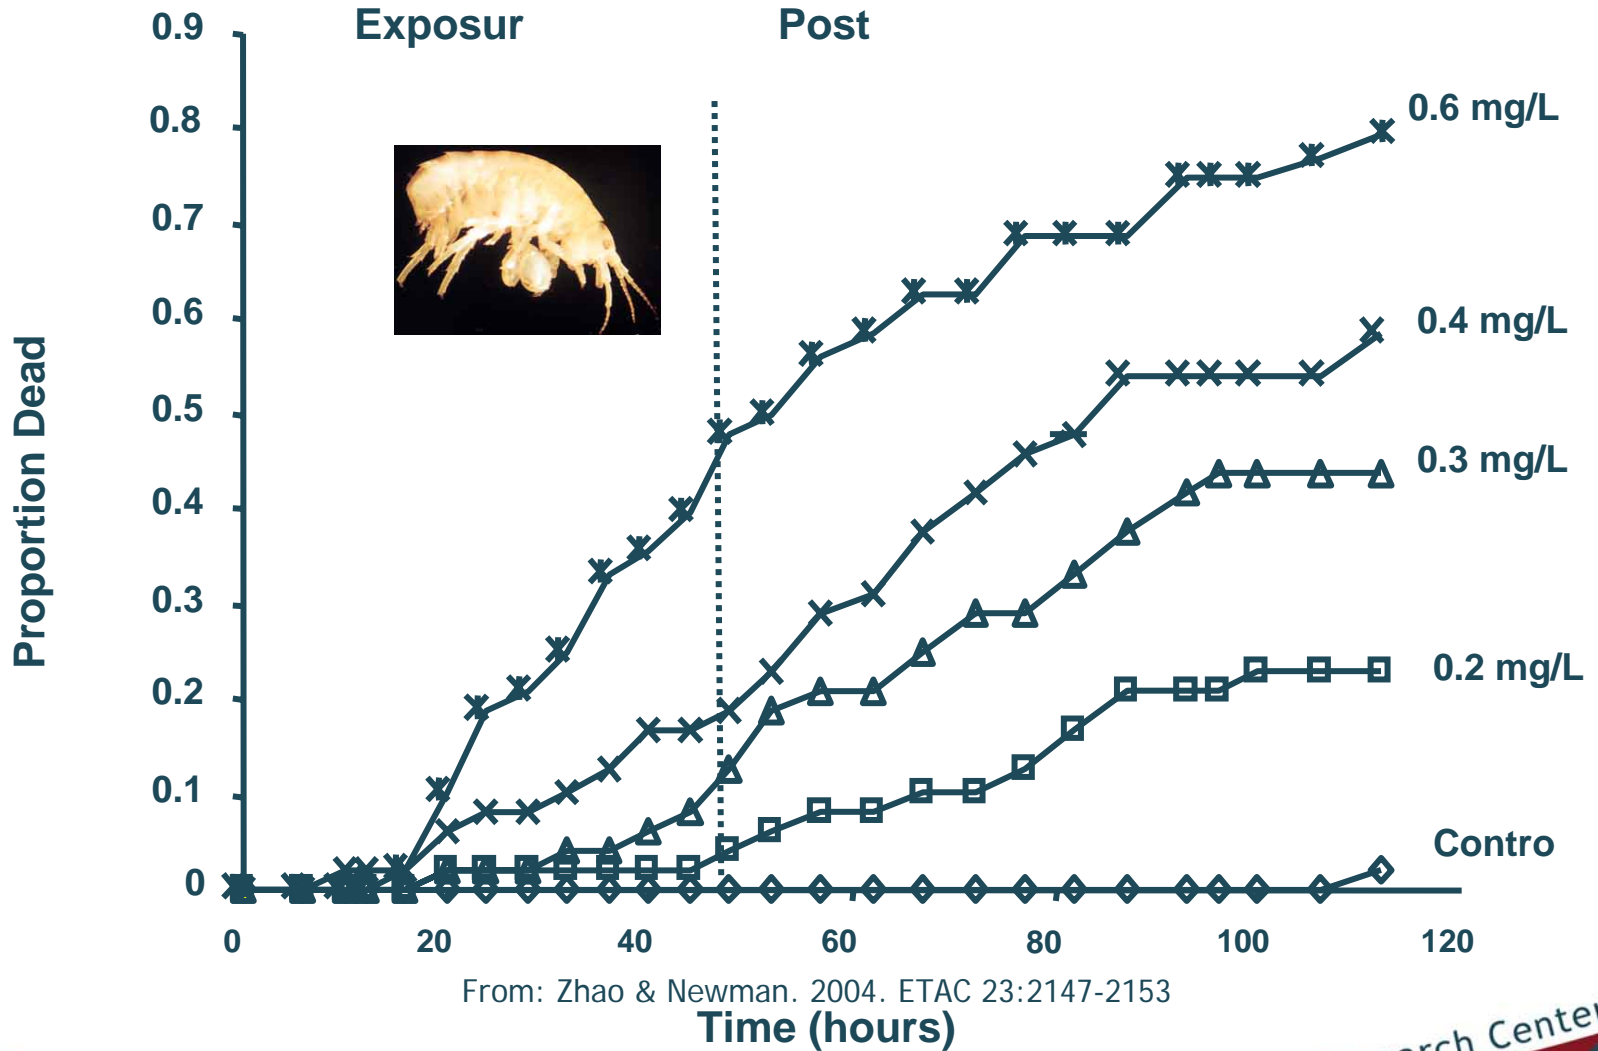 Exposur
Post
0.9
0.8
0.7
0.6
0.5
0.4
0.3
0.2
0.1
0
Proportion Dead
0.6 mg/L
0.4 mg/L
0.3 mg/L
0.2 mg/L
Contro
0 20 40 60 80 100 120
From: Zhao & Newman. 2004. ETAC 23:2147-2153
Time (hours)
Center